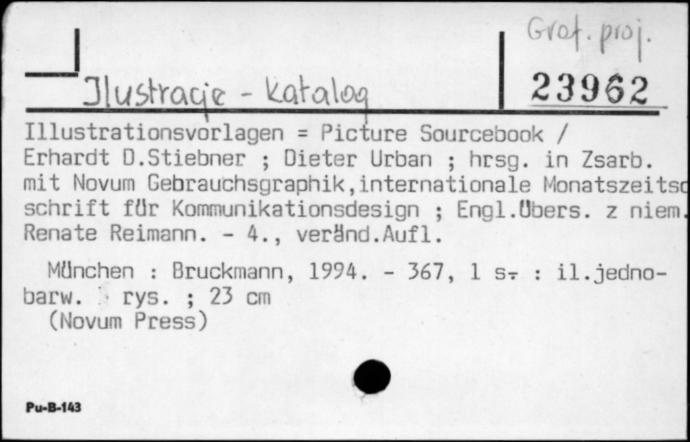 Graf. proj.
23962
Ilustracje - katalog
Illustrationsvorlagen = Picture Sourcebook /
Erhardt D.Stiebner ; Dieter Urban ; hrsg. in Zsarb.
mit Novum Gebrauchsgraphik,internationale Monatszeitsc
schrift für Kommunikationsdesign ; Engl.Übers. z niem.
Renate Reimann. - 4., veränd.Aufl.
München : Bruckmann, 1994. - 367, 1 s. : il.jedno-
barw. rys. ; 23 cm
(Novum Press)
Pu-B-143